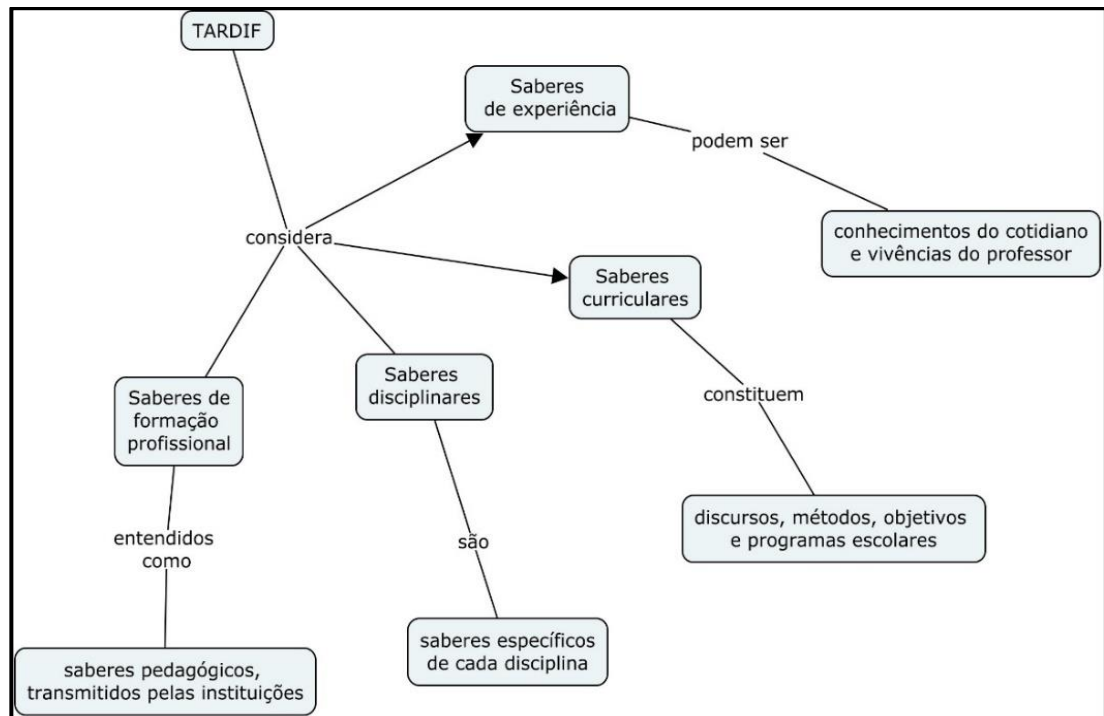 TARDIF
Saberes
de experiência
podem ser
conhecimentos do cotidiano
e vivências do professor
considera
Saberes
curriculares
constituem
discursos, métodos, objetivos
e programas escolares
Saberes
disciplinares
são
saberes específicos
de cada disciplina
Saberes de
formação
profissional
entendidos
como
saberes pedagógicos,
transmitidos pelas instituições